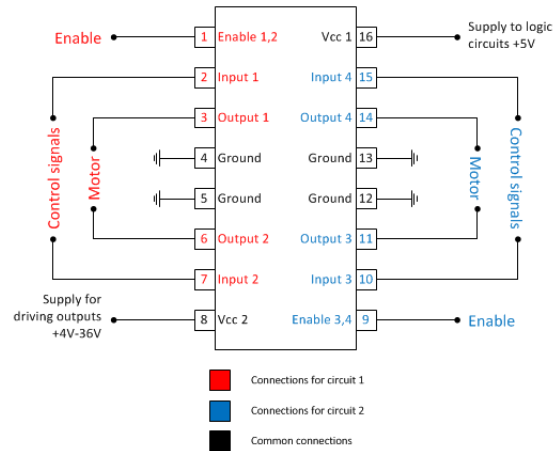 Enable
1 Enable 1,2
Vcc 1 16
Supply to logic
circuits +5V
2 Input 1
Input 4 15
3 Output 1
Output 4 14
4 Ground
Ground 13
5 Ground
Ground 12
6 Output 2
Output 3 11
7 Input 2
Input 3 10
8 Vcc 2
Enable 3,4 9
Control signals
Motor
Motor
Control signals
Supply for
driving outputs
+4V-36V
Enable
Connections for circuit 1
Connections for circuit 2
Common connections